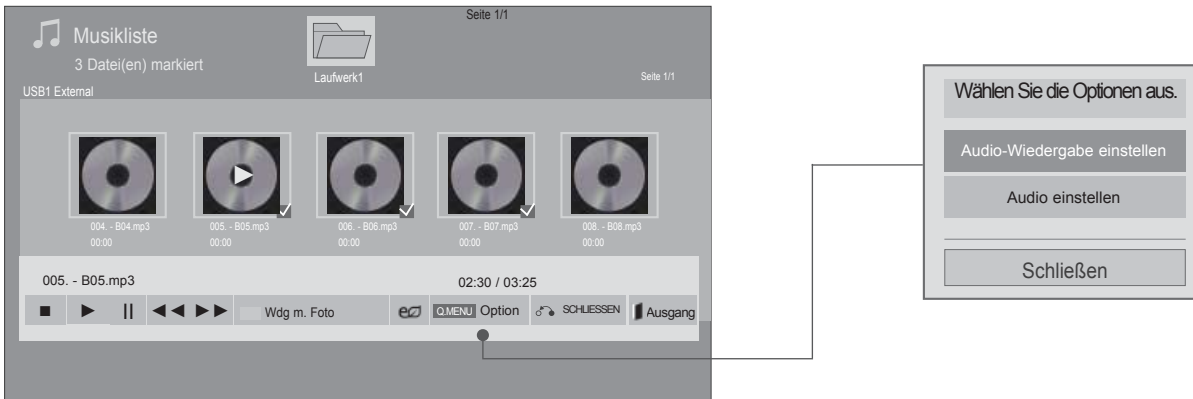 Seite 1/1
Musikliste
3 Datei(en) markiert
Laufwerk1
Seite 1/1
USB1 External
004. - B04.mp3
00:00
005. - B05.mp3
00:00
006. - B06.mp3
00:00
007. - B07.mp3
00:00
008. - B08.mp3
00:00
005. - B05.mp3
02:30 / 03:25
Wdg m. Foto
Q.MENU Option
SCHLIESSEN
Ausgang
Wählen Sie die Optionen aus.
Audio-Wiedergabe einstellen
Audio einstellen
Schließen